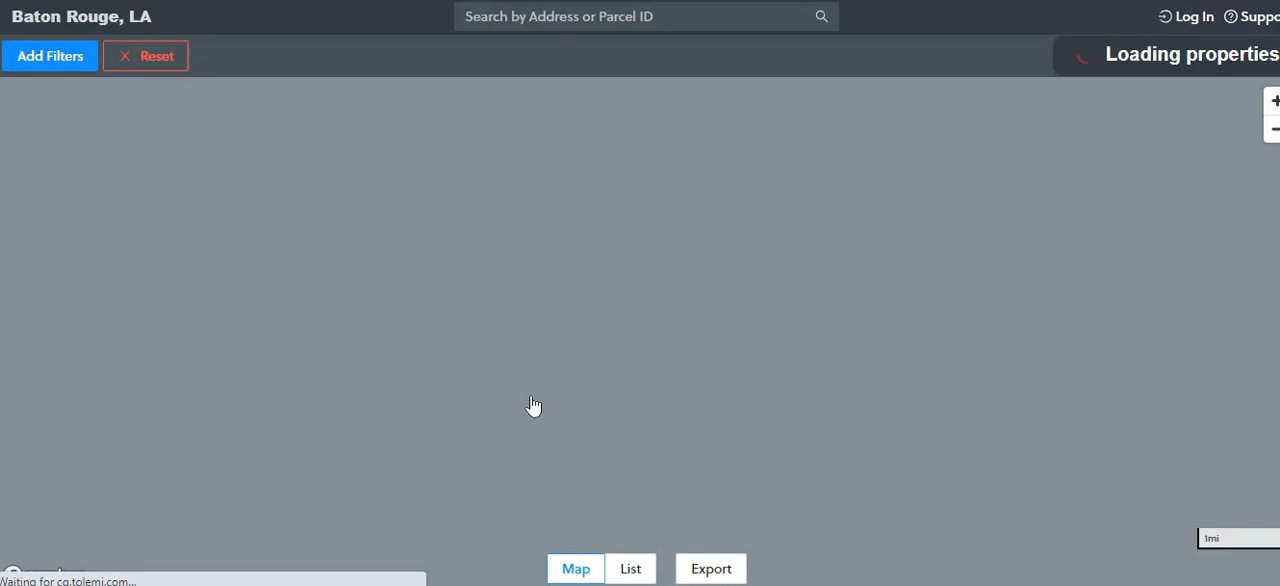 Baton Rouge, LA
Search by Address or Parcel ID
Log In
Suppo
Add Filters
Reset
Loading properties
+
−
1mi
Map
List
Export
Waiting for cg.tolemi.com...